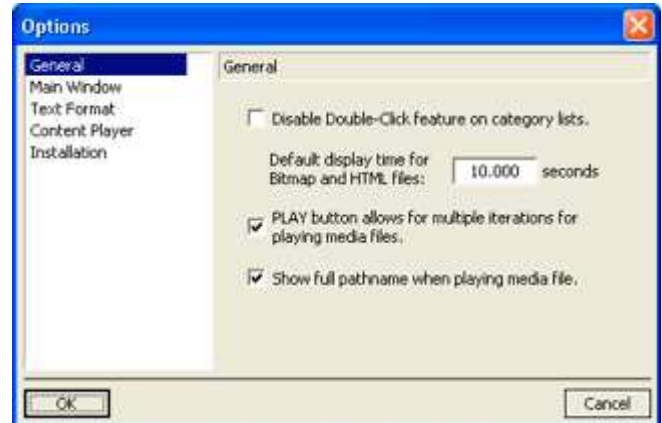 Options
General
Main Window
Text Format
Content Player
Installation
General
Disable Double-Click feature on category lists.
Default display time for
Bitmap and HTML files:
10.000 seconds
PLAY button allows for multiple iterations for
playing media files.
Show full pathname when playing media file.
OK
Cancel